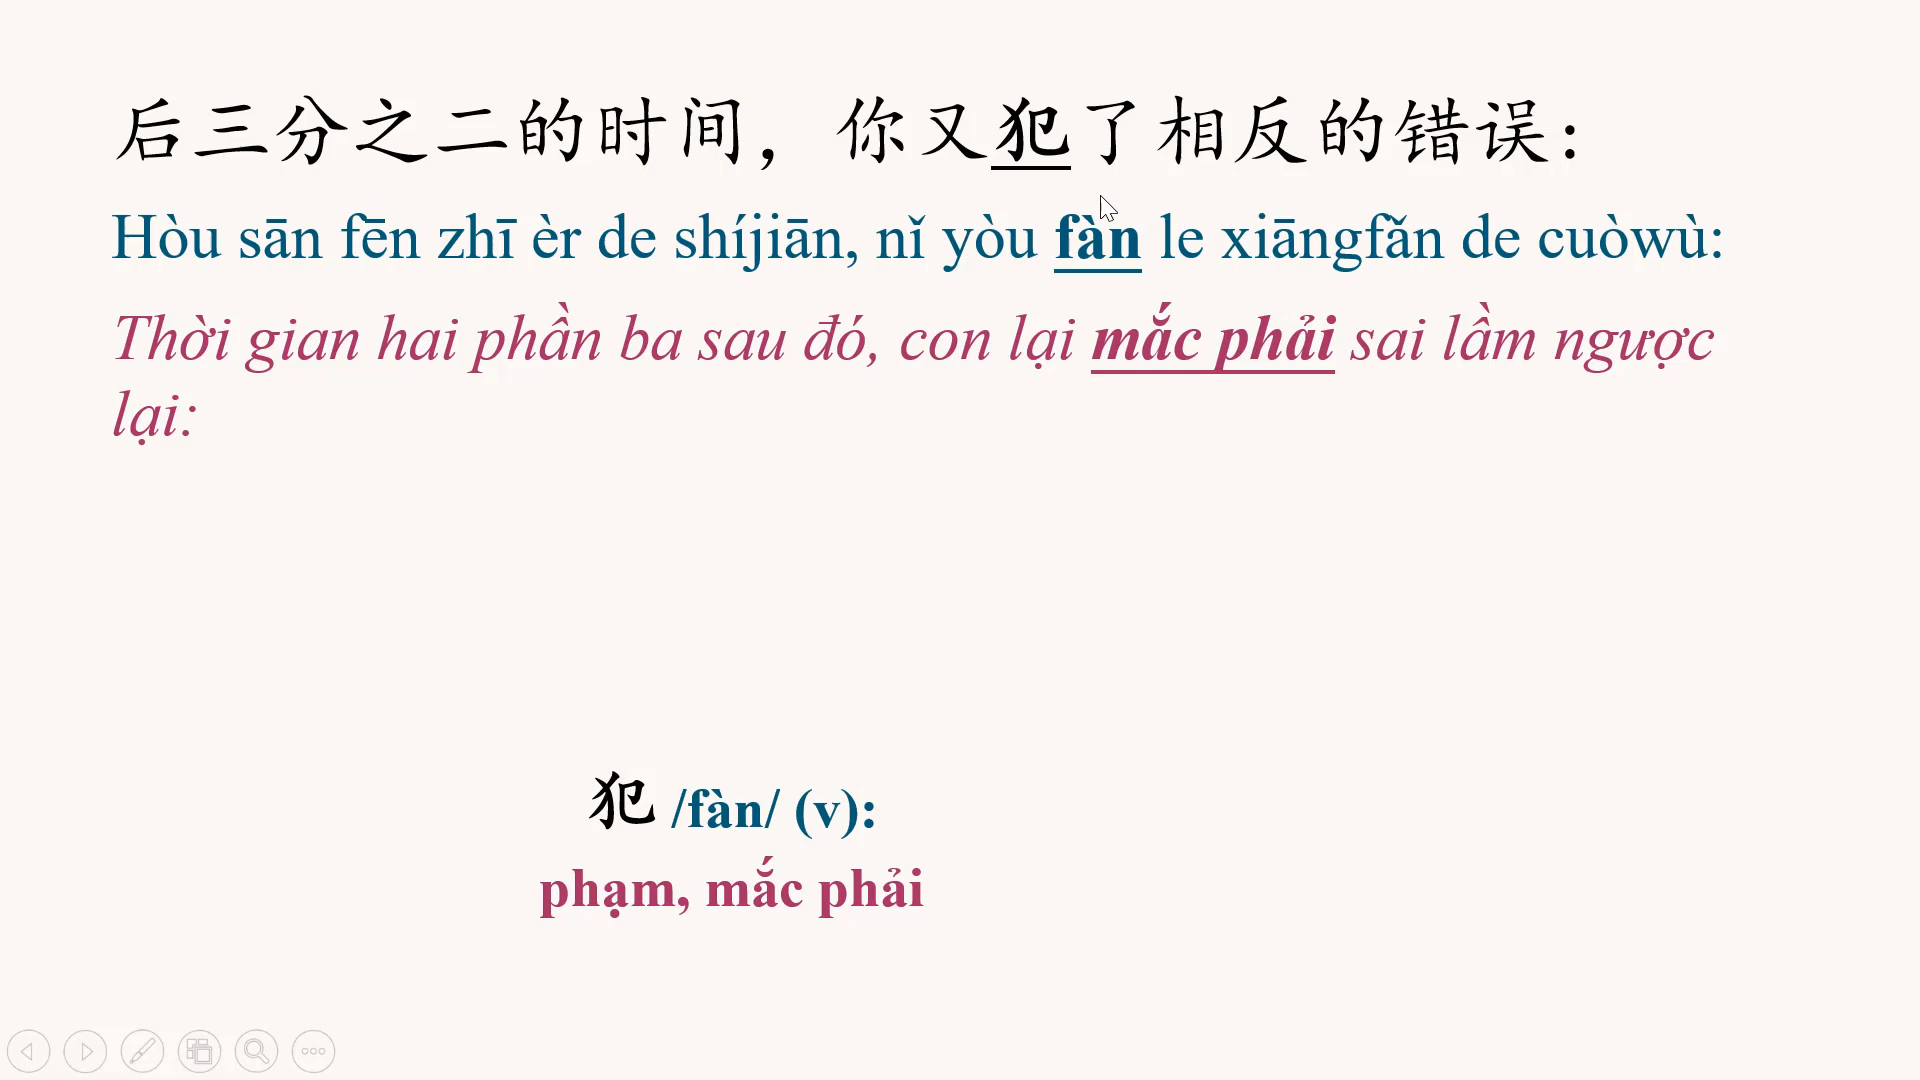 后三分之二的时间，你又犯了相反的错误：
Hòu sān fēn zhī èr de shíjiān, nǐ yòu fàn le xiāngfǎn de cuòwù:
Thời gian hai phần ba sau đó, con lại mắc phải sai lầm ngược
lại:
犯 /fàn/ (v):
phạm, mắc phải